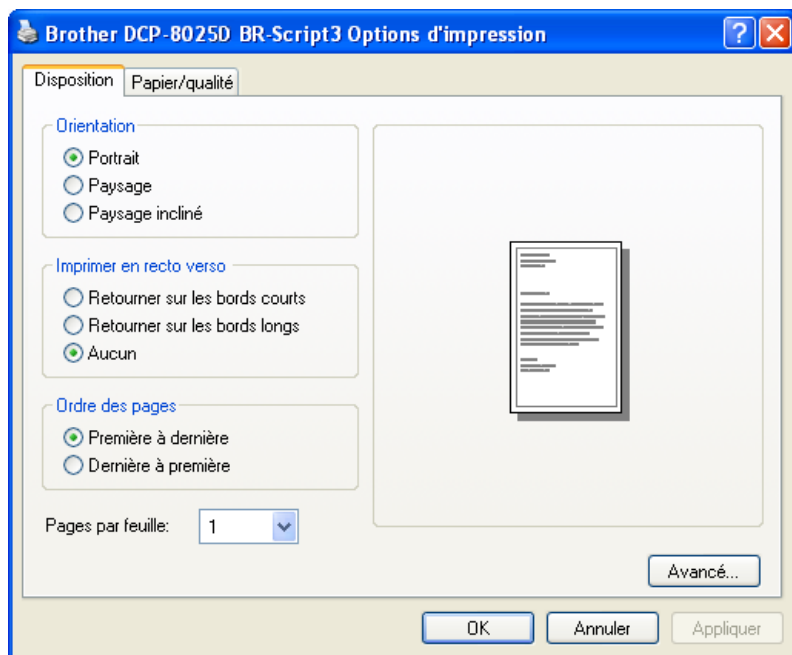 Brother DCP-8025D BR-Script3 Options d'impression
Disposition
Papier/qualité
Orientation
Portrait
Paysage
Paysage incliné
Imprimer en recto verso
Retourner sur les bords courts
Retourner sur les bords longs
Aucun
Ordre des pages
Première à dernière
Dernière à première
Pages par feuille: 1
Avancé...
OK
Annuler
Appliquer